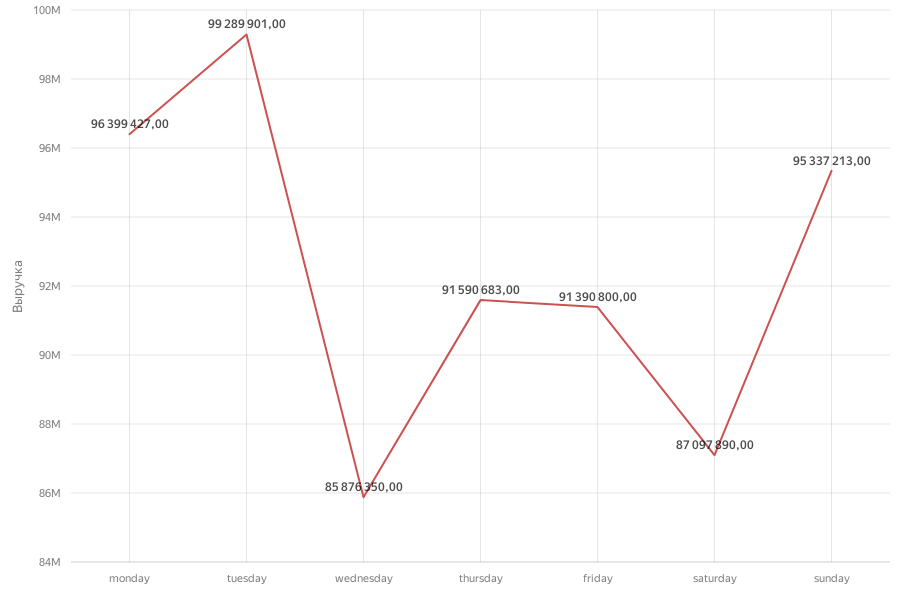 100M
99 289 901,00
98M
96 399 427,00
96M
95 337 213,00
94M
92M
91 590 683,00
91 390 800,00
90M
88M
87 097 890,00
86M
85 876 350,00
84M
Выручка
monday
tuesday
wednesday
thursday
friday
saturday
sunday